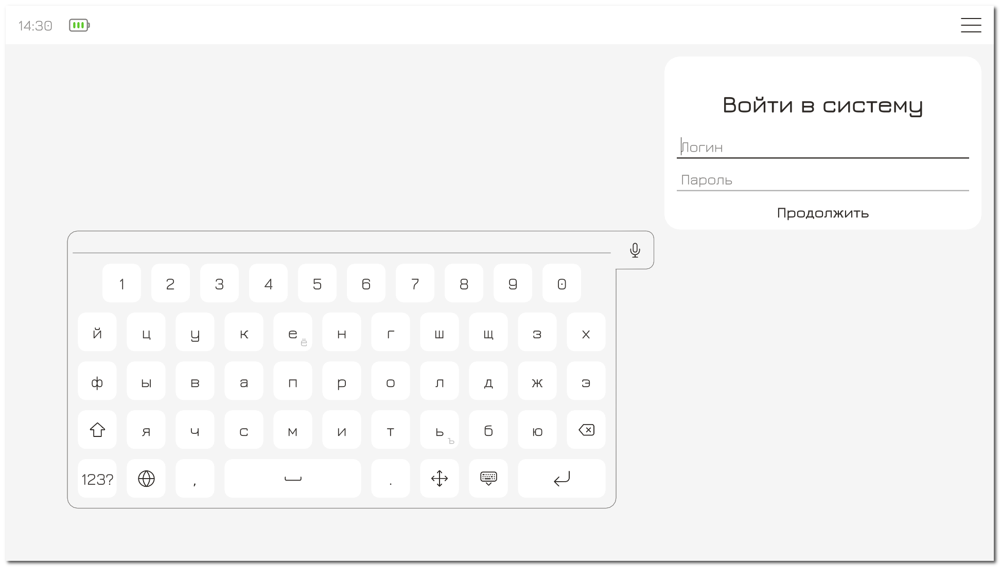 14:30
Войти в систему
Логин
Пароль
Продолжить
1 2 3 4 5 6 7 8 9 0
й ц у к е ё н г ш щ з х
ф ы в а п р о л д ж э
я ч с м и т ь ъ б ю
123? , .